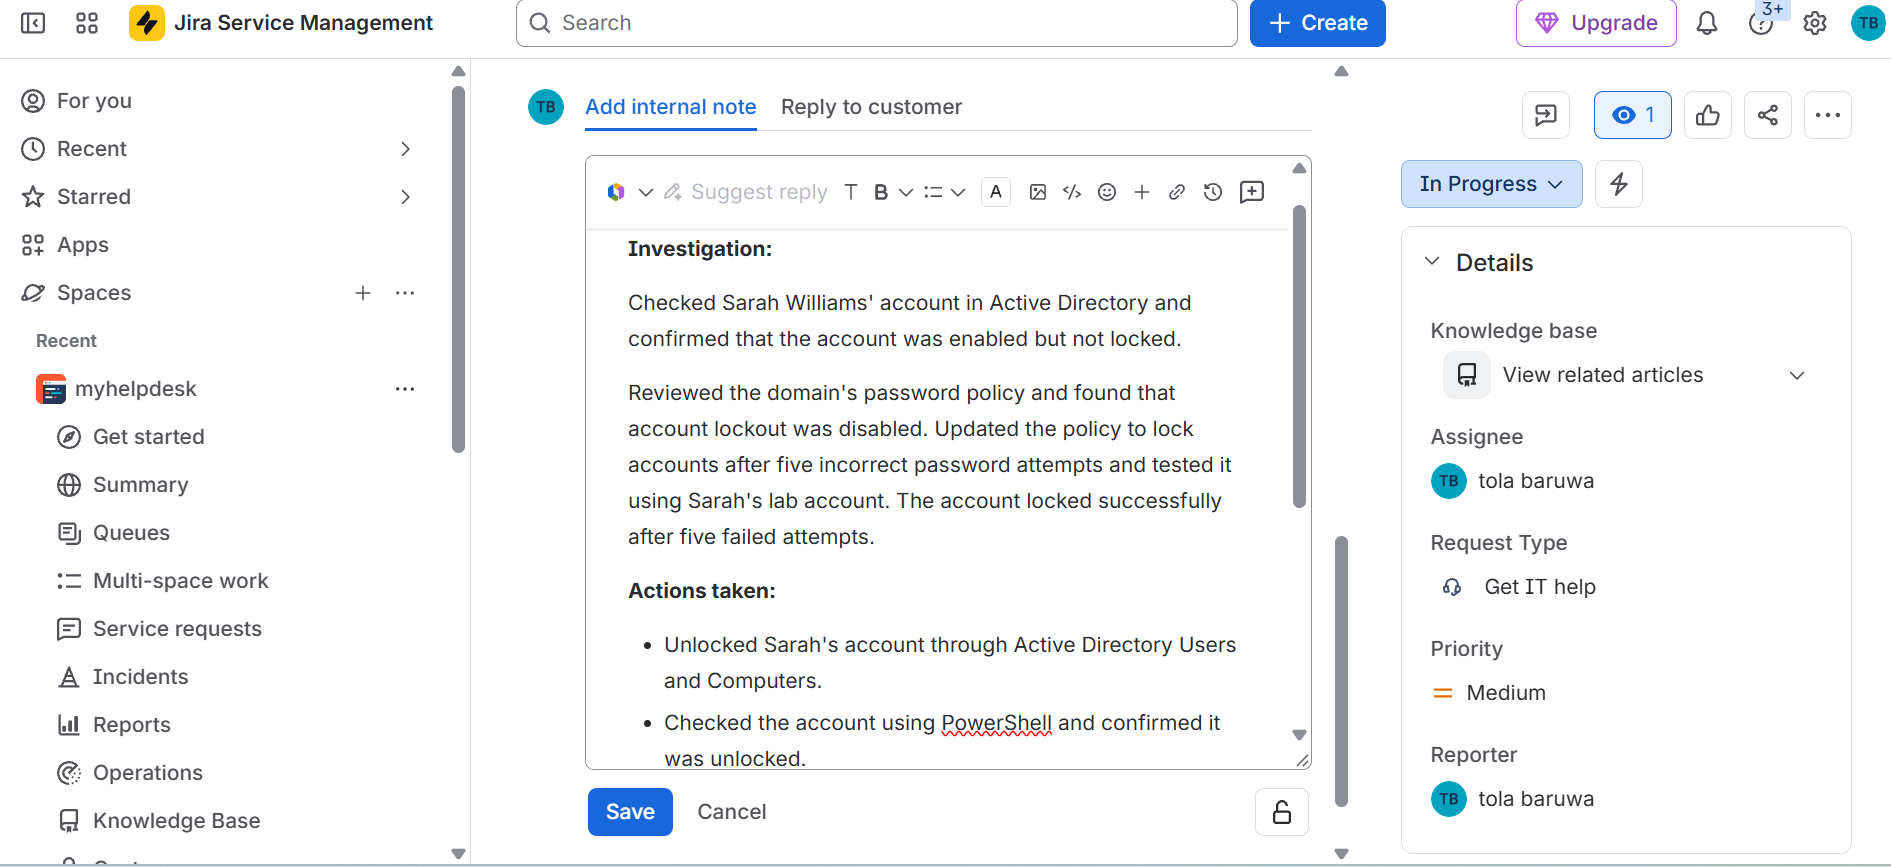 Jira Service Management
Search
+ Create
Upgrade
3+
TB
For you
Recent
Starred
Apps
Spaces
Recent
myhelpdesk
Get started
Summary
Queues
Multi-space work
Service requests
Incidents
Reports
Operations
Knowledge Base
TB
Add internal note
Reply to customer
Suggest reply
T
B
A
Investigation:
Checked Sarah Williams' account in Active Directory and
confirmed that the account was enabled but not locked.
Reviewed the domain's password policy and found that
account lockout was disabled. Updated the policy to lock
accounts after five incorrect password attempts and tested it
using Sarah's lab account. The account locked successfully
after five failed attempts.
Actions taken:
• Unlocked Sarah's account through Active Directory Users
and Computers.
• Checked the account using PowerShell and confirmed it
was unlocked.
Save
Cancel
1
In Progress
Details
Knowledge base
View related articles
Assignee
TB tola baruwa
Request Type
Get IT help
Priority
Medium
Reporter
TB tola baruwa